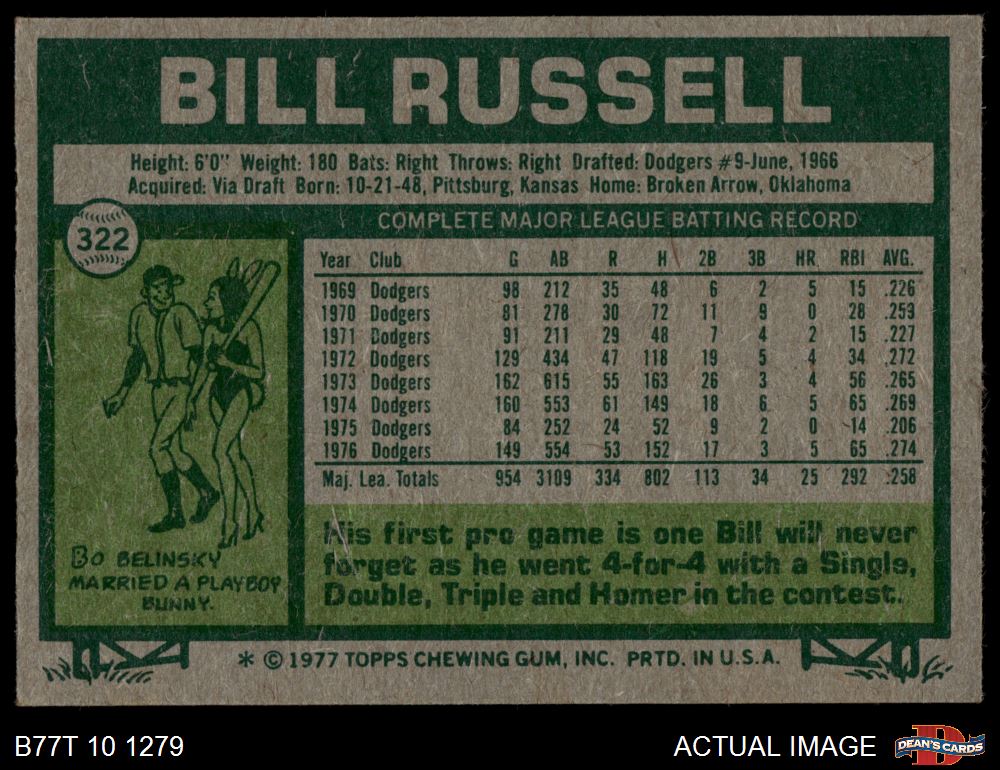 BILL RUSSELL
Height: 6'0" Weight: 180 Bats: Right Throws: Right Drafted: Dodgers #9-June, 1966
Acquired: Via Draft Born: 10-21-48, Pittsburg, Kansas Home: Broken Arrow, Oklahoma
322
COMPLETE MAJOR LEAGUE BATTING RECORD
Year Club G AB R H 2B 3B HR RBI AVG.
1969 Dodgers 98 212 35 48 6 2 5 15 .226
1970 Dodgers 81 278 30 72 11 9 0 28 .259
1971 Dodgers 91 211 29 48 7 4 2 15 .227
1972 Dodgers 129 434 47 118 19 5 4 34 .272
1973 Dodgers 162 615 55 163 26 3 4 56 .265
1974 Dodgers 160 553 61 149 18 6 5 65 .269
1975 Dodgers 84 252 24 52 9 2 0 14 .206
1976 Dodgers 149 554 53 152 17 3 5 65 .274
Maj. Lea. Totals 954 3109 334 802 113 34 25 292 .258
BO BELINSKY
MARRIED A PLAYBOY
BUNNY.
His first pro game is one Bill will never
forget as he went 4-for-4 with a Single,
Double, Triple and Homer in the contest.
* © 1977 TOPPS CHEWING GUM, INC. PRTD. IN U.S.A.
B77T 10 1279
ACTUAL IMAGE
DEAN'S CARDS